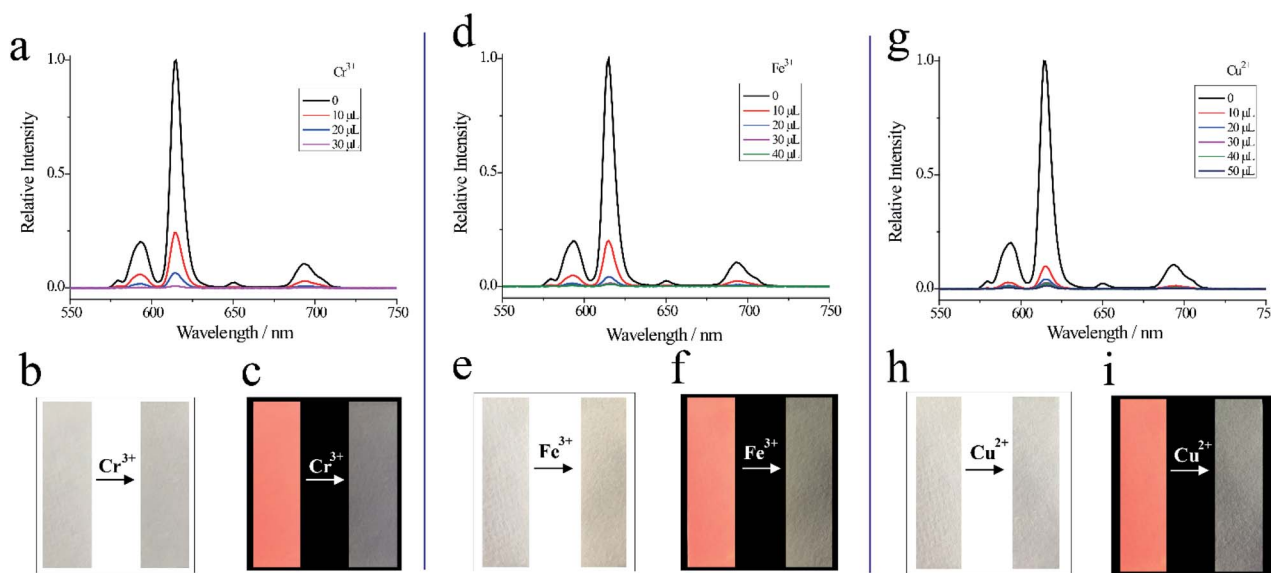 a
Cr³⁺
0
10 μL
20 μL
30 μL
Relative Intensity
1.0
0.5
0.0
550
600
650
700
750
Wavelength / nm
b
Cr³⁺
c
Cr³⁺
d
Fe³⁺
0
10 μL
20 μL
30 μL
40 μL
Relative Intensity
1.0
0.5
0.0
550
600
650
700
750
Wavelength / nm
e
Fe³⁺
f
Fe³⁺
g
Cu²⁺
0
10 μL
20 μL
30 μL
40 μL
50 μL
Relative Intensity
1.0
0.5
0.0
550
600
650
700
75
Wavelength / nm
h
Cu²⁺
i
Cu²⁺